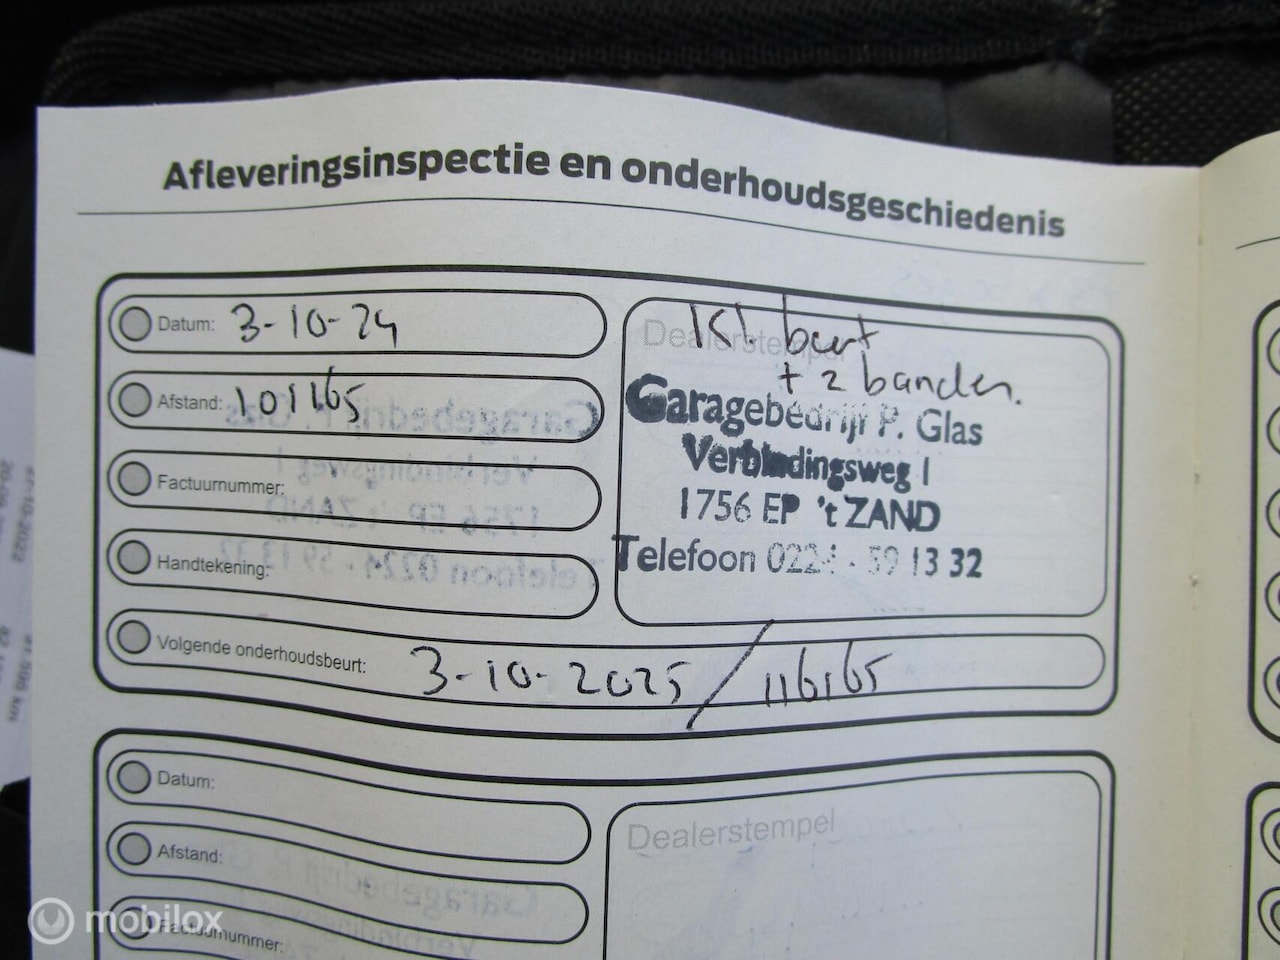 Afleveringsinspectie en onderhoudsgeschiedenis
Datum: 3-10-24
Afstand: 101165
Factuurnummer:
Handtekening:
Volgende onderhoudsbeurt: 3-10-2025 / 116165
Dealerstempel
Kl. beurt
+ 2 banden.
Garagebedrijf P. Glas
Verbindingsweg 1
1756 EP 't ZAND
Telefoon 0224 - 59 13 32
Datum:
Afstand:
Factuurnummer:
Dealerstempel
mobilox